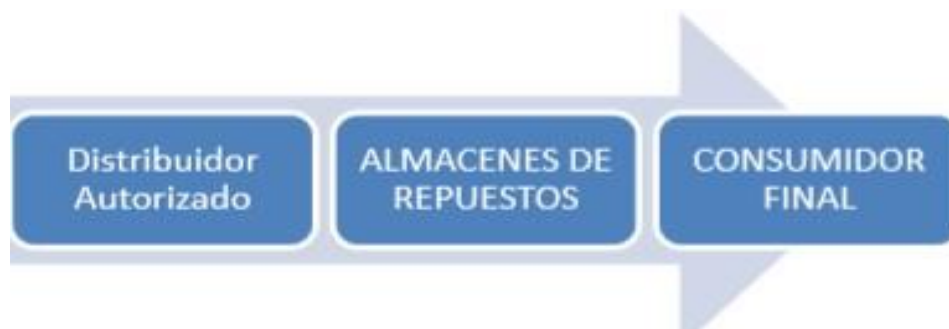 Distribuidor
Autorizado
ALMACENES DE
REPUESTOS
CONSUMIDOR
FINAL